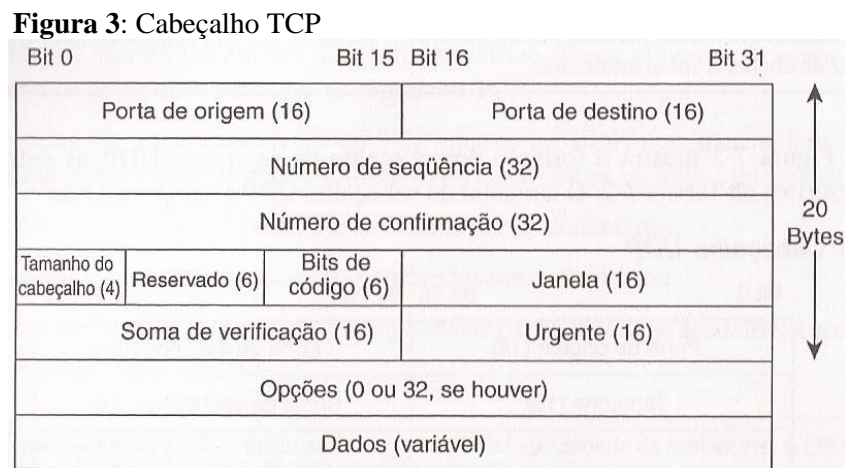 Figura 3: Cabeçalho TCP
Bit 0 Bit 15 Bit 16 Bit 31
Porta de origem (16) Porta de destino (16)
Número de seqüência (32)
Número de confirmação (32)
20
Bytes
Tamanho do
cabeçalho (4)
Reservado (6)
Bits de
código (6)
Janela (16)
Soma de verificação (16) Urgente (16)
Opções (0 ou 32, se houver)
Dados (variável)